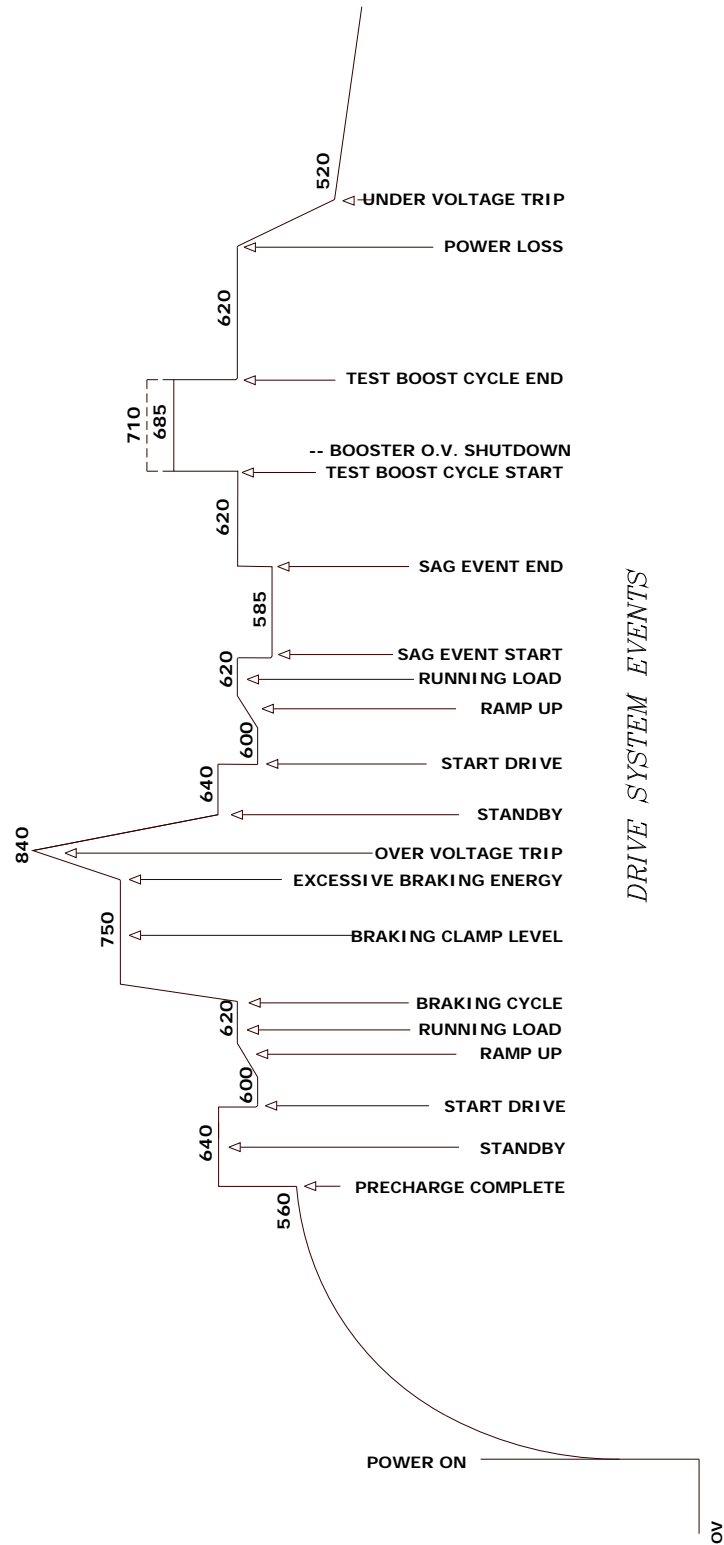 840
710
685
750
640
620
600
560
640
600
620
585
620
620
520
0V
POWER ON
PRECHARGE COMPLETE
STANDBY
START DRIVE
RAMP UP
RUNNING LOAD
BRAKING CYCLE
BRAKING CLAMP LEVEL
EXCESSIVE BRAKING ENERGY
OVER VOLTAGE TRIP
STANDBY
START DRIVE
RAMP UP
RUNNING LOAD
SAG EVENT START
SAG EVENT END
TEST BOOST CYCLE START
-- BOOSTER O.V. SHUTDOWN
TEST BOOST CYCLE END
POWER LOSS
UNDER VOLTAGE TRIP
DRIVE SYSTEM EVENTS